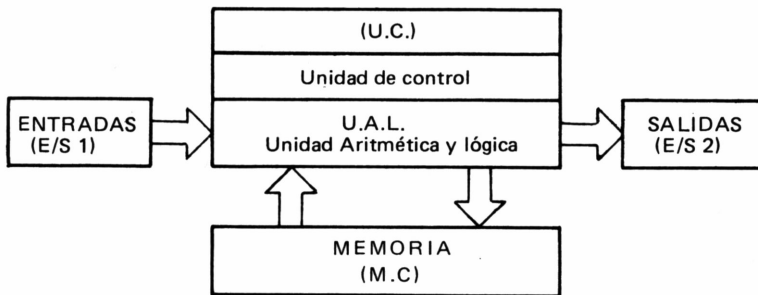 (U.C.)
Unidad de control
ENTRADAS
(E/S 1)
U.A.L.
Unidad Aritmética y lógica
SALIDAS
(E/S 2)
MEMORIA
(M.C)